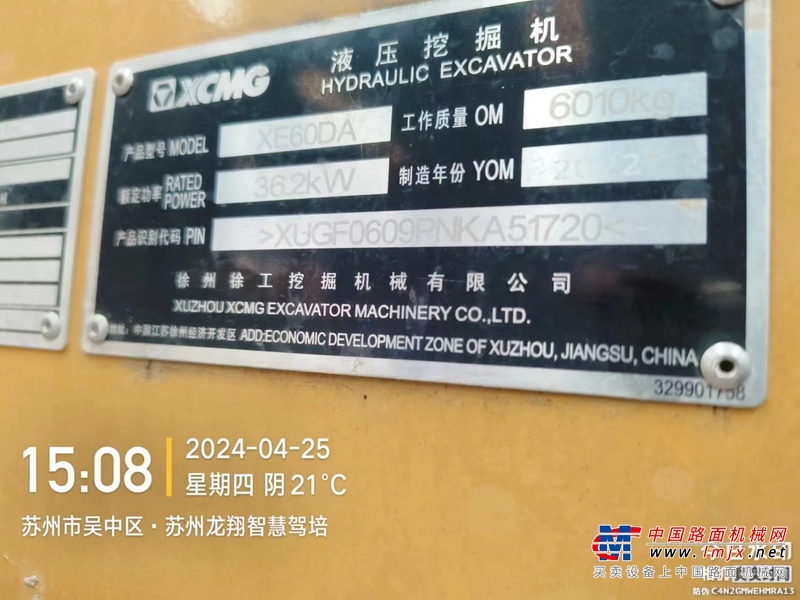 XCMG
液压挖掘机
HYDRAULIC EXCAVATOR
产品型号 MODEL XE60DA 工作质量 OM 6010kg
额定功率 RATED POWER 36.2kW 制造年份 YOM 2022
产品识别代码 PIN >XUGF0609PNKA51720<
徐州徐工挖掘机械有限公司
XUZHOU XCMG EXCAVATOR MACHINERY CO.,LTD.
地址: 中国江苏徐州经济开发区 ADD:ECONOMIC DEVELOPMENT ZONE OF XUZHOU, JIANGSU, CHINA
15:08
2024-04-25
星期四 阴 21℃
苏州市吴中区·苏州龙翔智慧驾培
中国路面机械网
www.lmjx.net
买卖设备上中国路面机械网
防伪 C4N2GMWEHMRA13